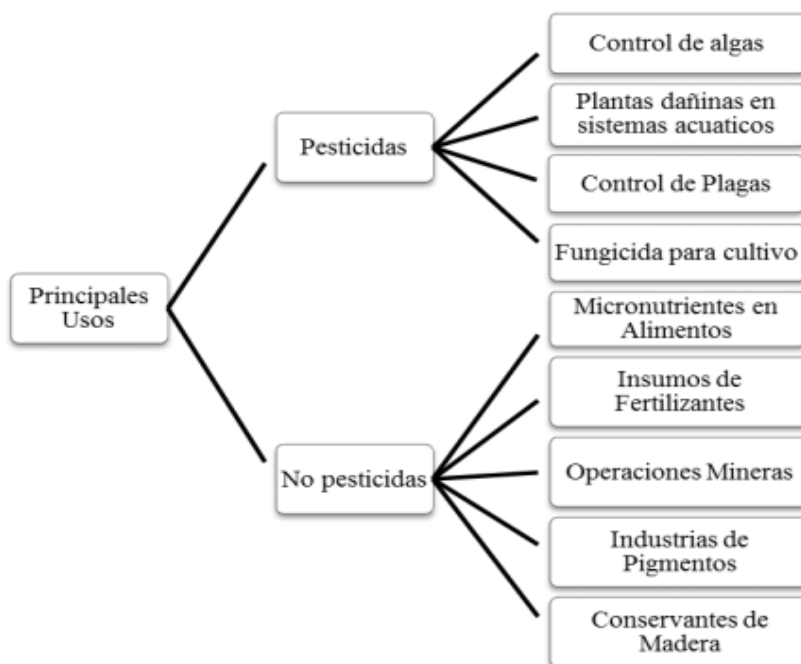 Control de algas
Plantas dañinas en
sistemas acuaticos
Pesticidas
Control de Plagas
Fungicida para cultivo
Principales
Usos
Micronutrientes en
Alimentos
Insumos de
Fertilizantes
No pesticidas
Operaciones Mineras
Industrias de
Pigmentos
Conservantes de
Madera